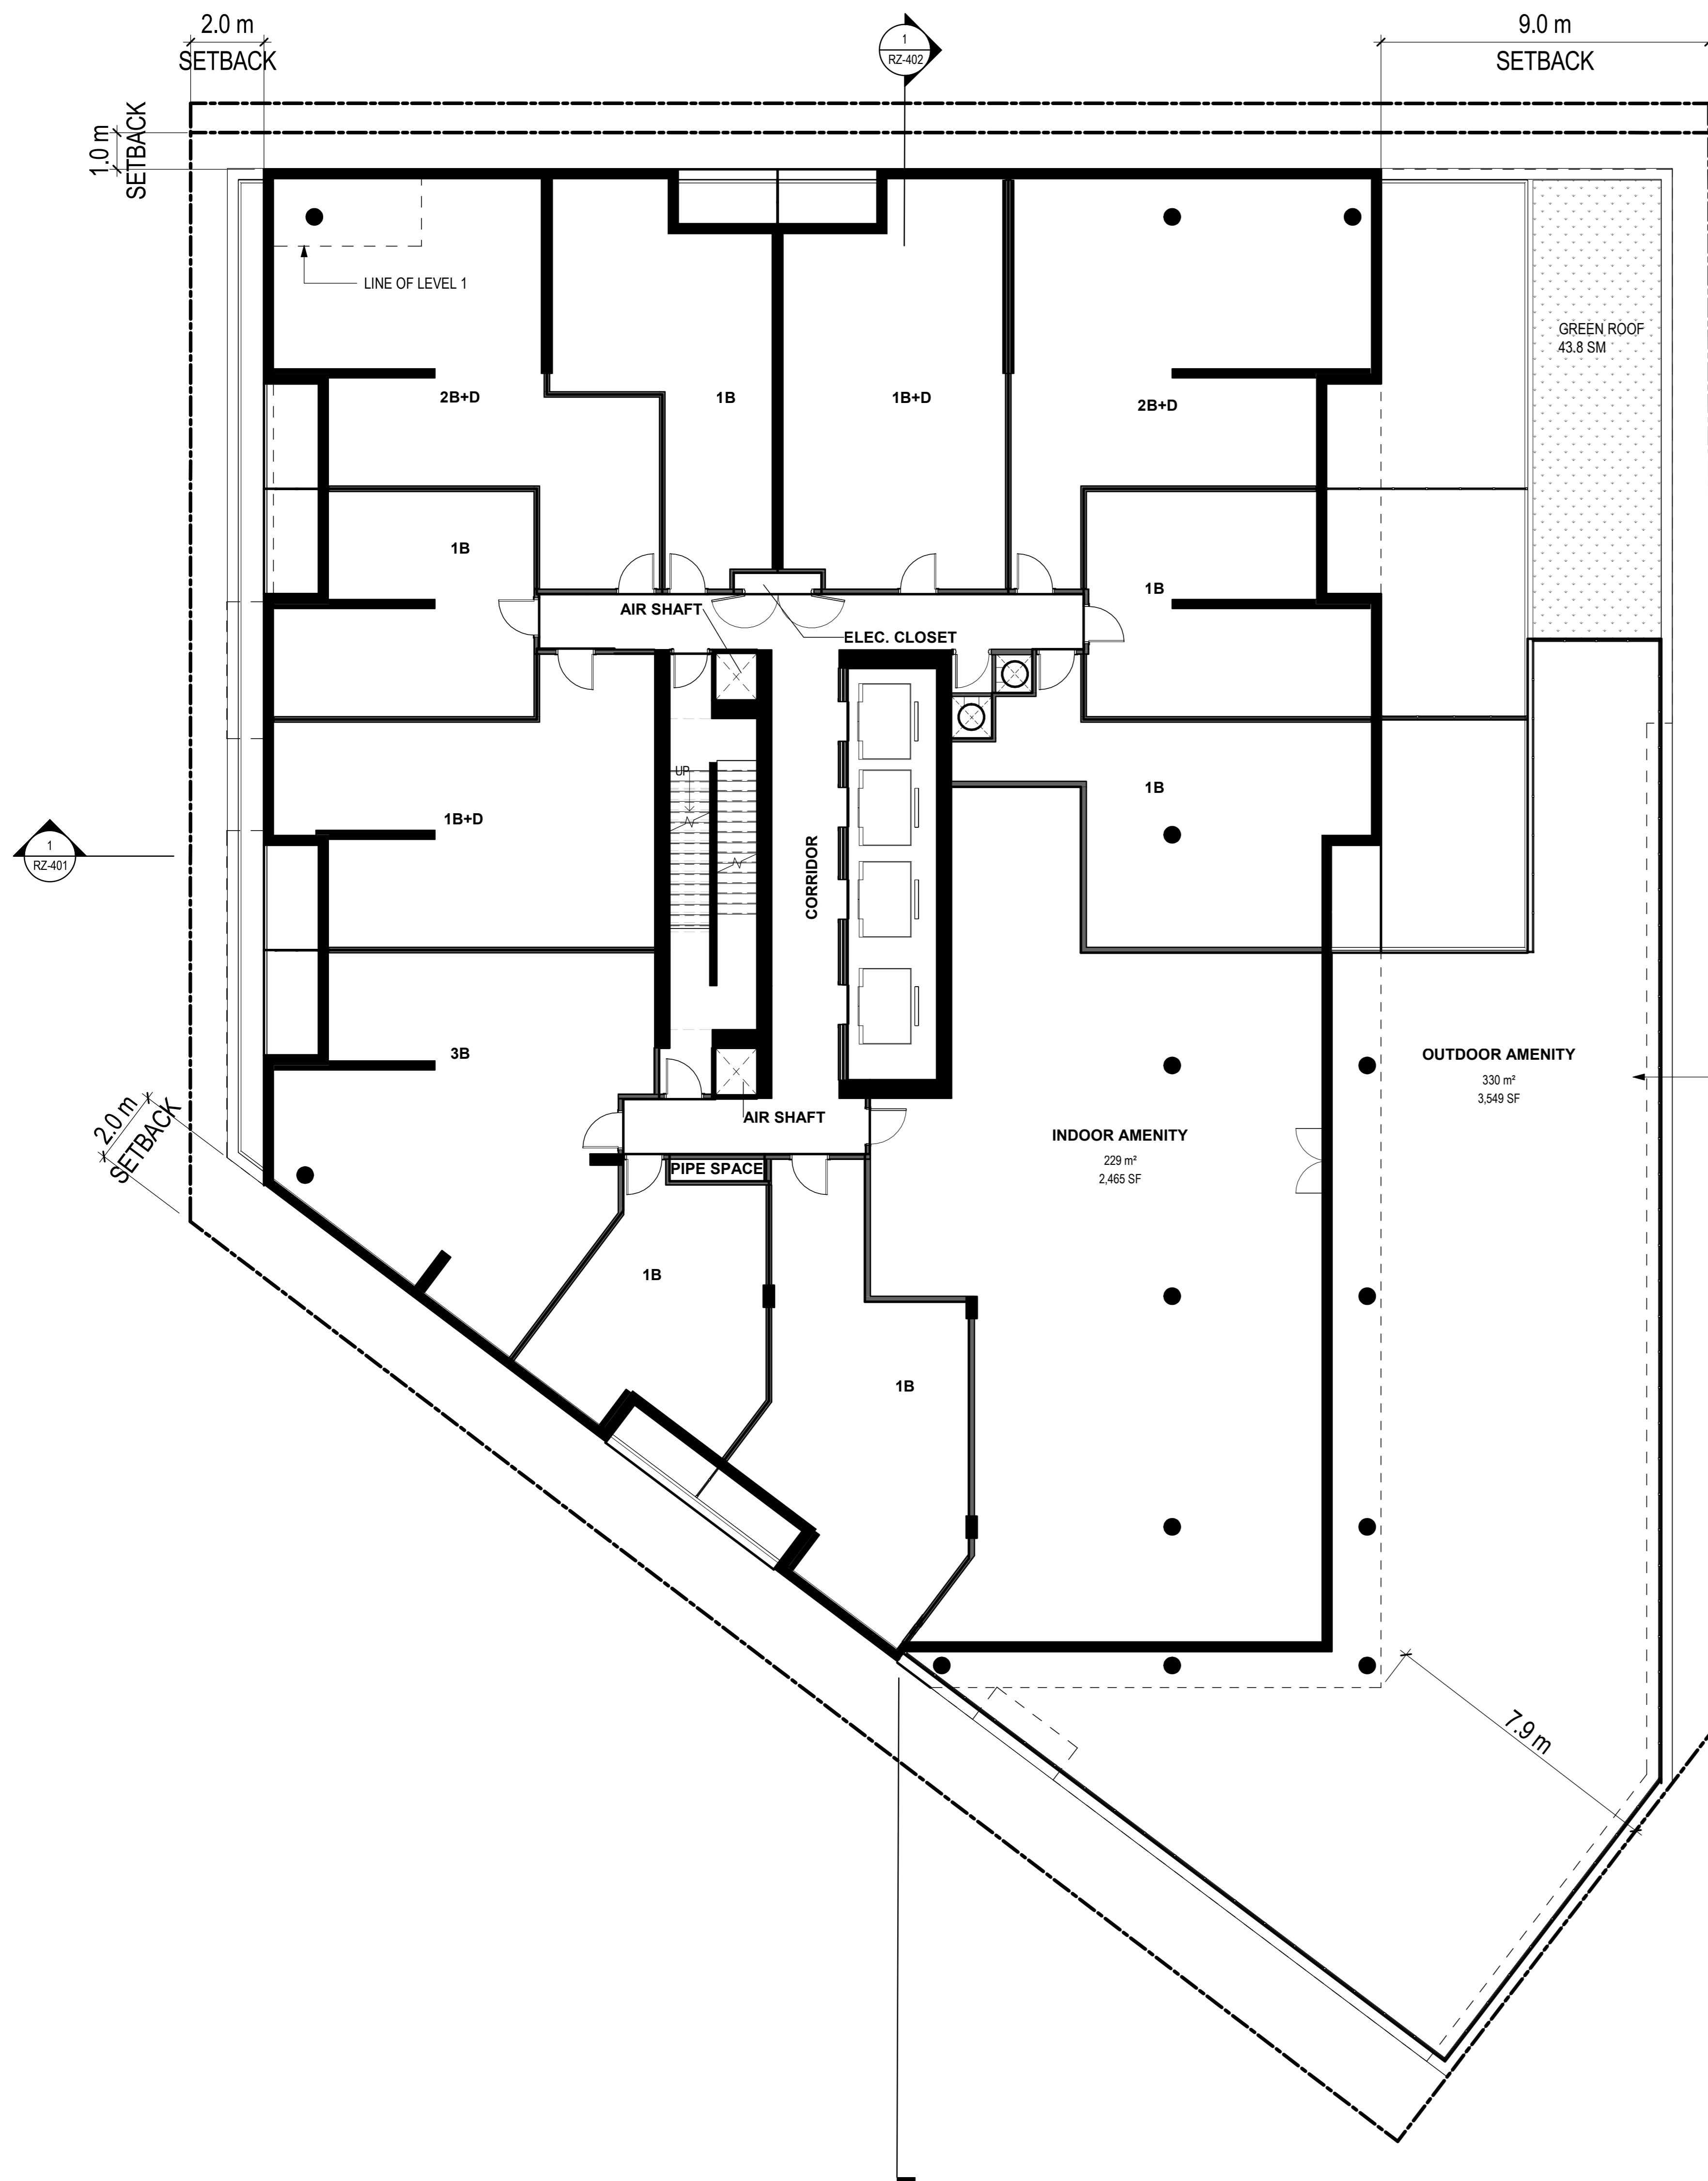 2.0 m
SETBACK
1
RZ-402
9.0 m
SETBACK
1.0 m
SETBACK
LINE OF LEVEL 1
GREEN ROOF
43.8 SM
2B+D
1B
1B+D
2B+D
1B
1B
AIR SHAFT
ELEC. CLOSET
UP
1B
1B+D
CORRIDOR
1
RZ-401
3B
OUTDOOR AMENITY
330 m²
3,549 SF
2.0 m
SETBACK
AIR SHAFT
INDOOR AMENITY
229 m²
2,465 SF
PIPE SPACE
1B
1B
7.9 m